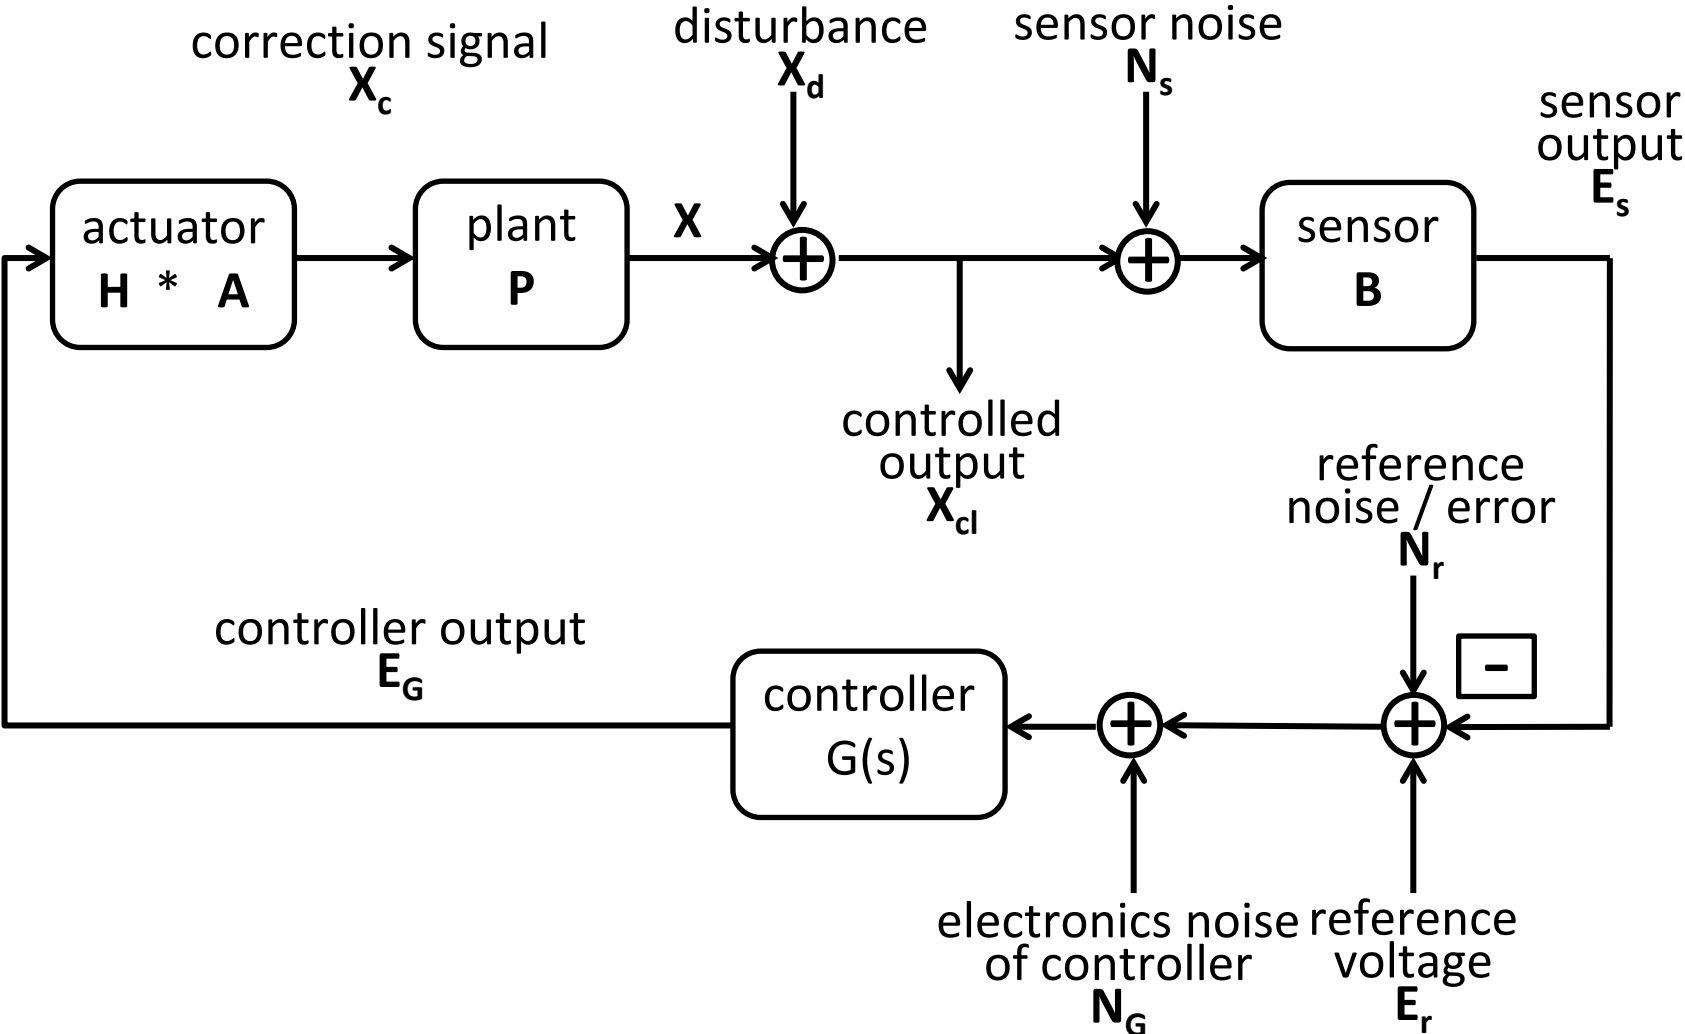 correction signal
Xc
disturbance
Xd
sensor noise
Ns
sensor
output
Es
actuator
H * A
plant
P
X
+
+
sensor
B
controlled
output
Xcl
reference
noise / error
Nr
-
controller output
EG
controller
G(s)
+
+
electronics noise
of controller
NG
reference
voltage
Er